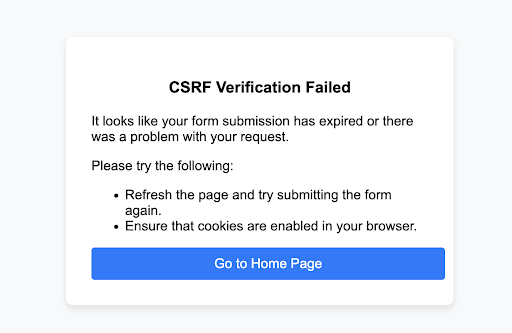 CSRF Verification Failed
It looks like your form submission has expired or there
was a problem with your request.
Please try the following:
• Refresh the page and try submitting the form
again.
• Ensure that cookies are enabled in your browser.
Go to Home Page